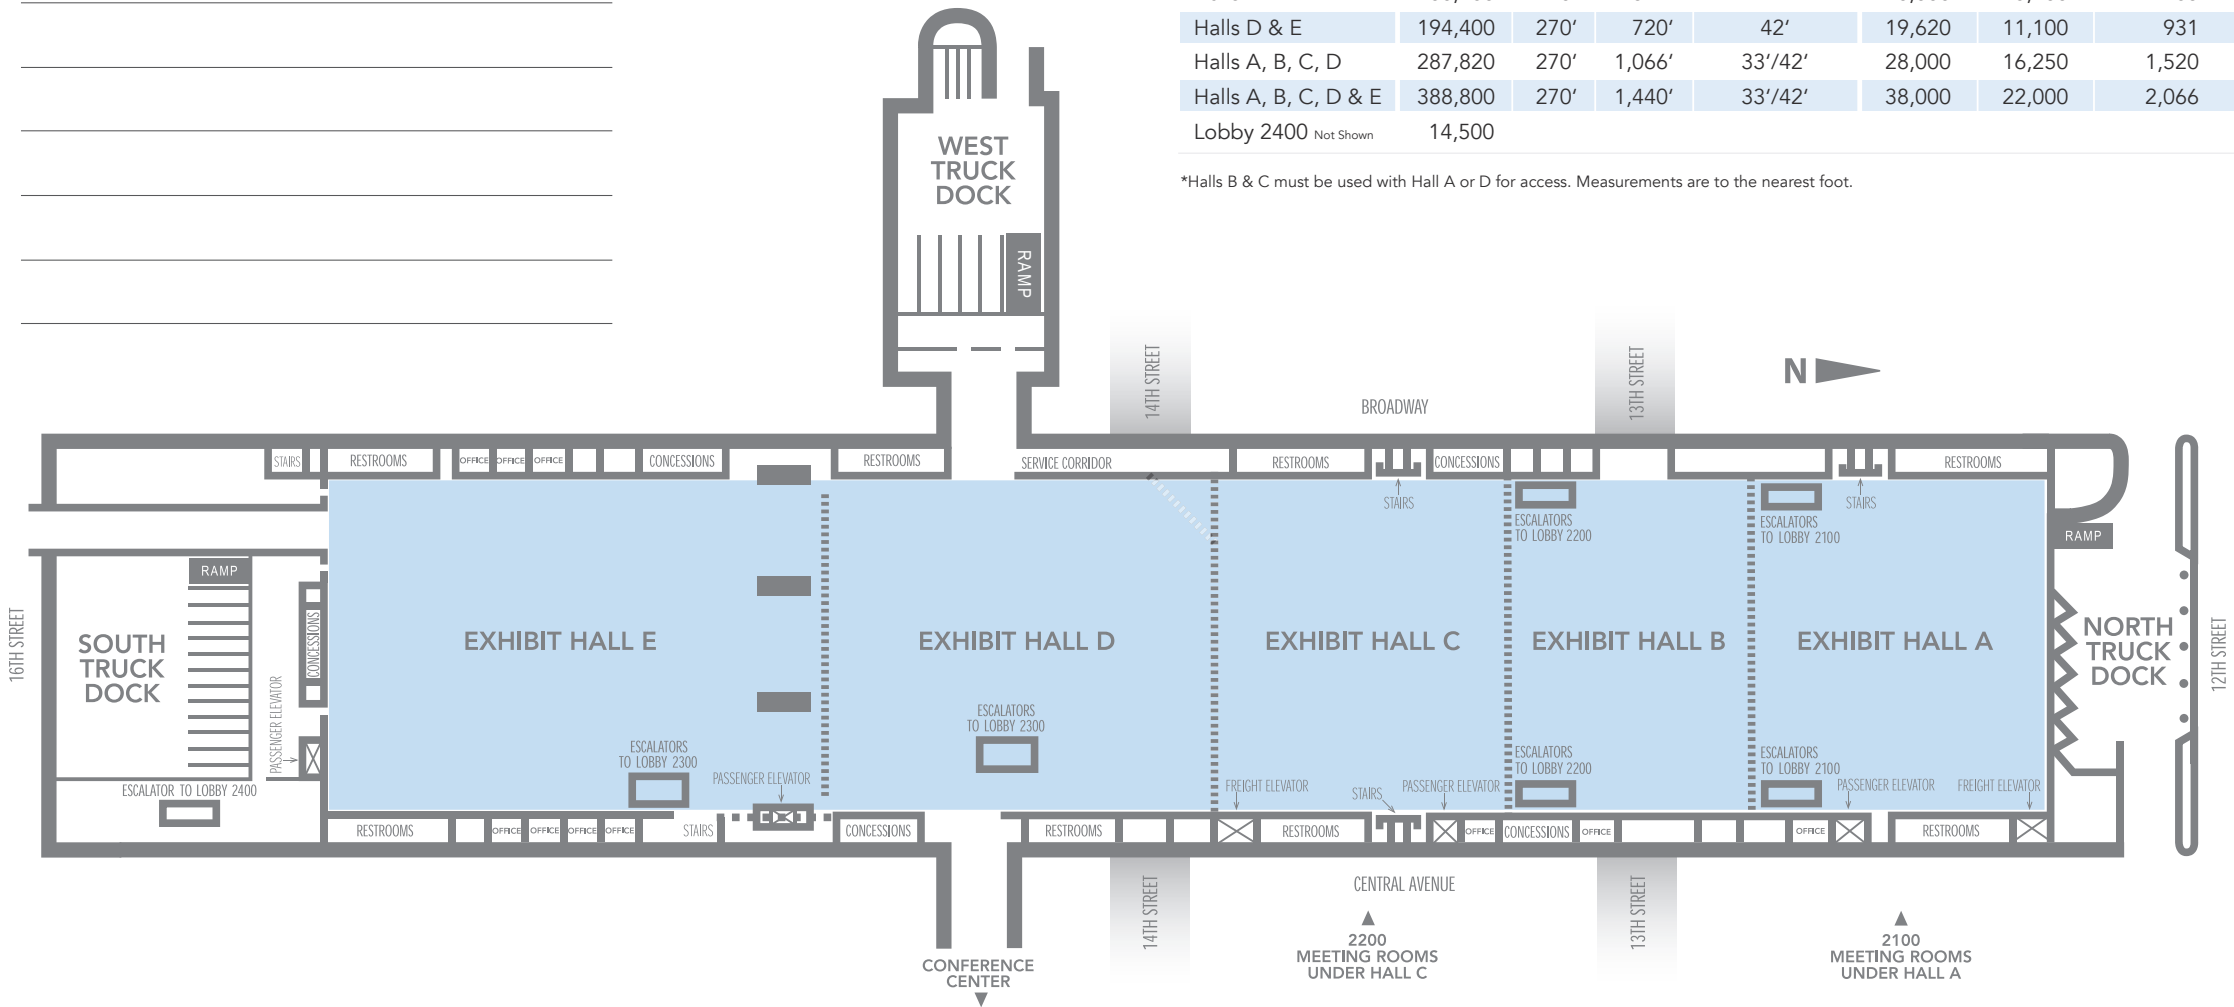 Halls D & E 194,400 270' 720' 42' 19,620 11,100 931
Halls A, B, C, D 287,820 270' 1,066' 33'/42' 28,000 16,250 1,520
Halls A, B, C, D & E 388,800 270' 1,440' 33'/42' 38,000 22,000 2,066
Lobby 2400 Not Shown 14,500
*Halls B & C must be used with Hall A or D for access. Measurements are to the nearest foot.
WEST
TRUCK
DOCK
RAMP
14TH STREET
13TH STREET
N
BROADWAY
STAIRS
RESTROOMS
OFFICE
OFFICE
OFFICE
CONCESSIONS
RESTROOMS
SERVICE CORRIDOR
RESTROOMS
CONCESSIONS
RESTROOMS
STAIRS
STAIRS
ESCALATORS
TO LOBBY 2200
ESCALATORS
TO LOBBY 2100
RAMP
RAMP
16TH STREET
SOUTH
TRUCK
DOCK
CONCESSIONS
PASSENGER ELEVATOR
EXHIBIT HALL E
EXHIBIT HALL D
EXHIBIT HALL C
EXHIBIT HALL B
EXHIBIT HALL A
NORTH
TRUCK
DOCK
12TH STREET
ESCALATORS
TO LOBBY 2300
ESCALATORS
TO LOBBY 2300
PASSENGER ELEVATOR
ESCALATORS
TO LOBBY 2200
ESCALATORS
TO LOBBY 2100
ESCALATOR TO LOBBY 2400
FREIGHT ELEVATOR
STAIRS
PASSENGER ELEVATOR
PASSENGER ELEVATOR
FREIGHT ELEVATOR
RESTROOMS
OFFICE
OFFICE
OFFICE
OFFICE
STAIRS
CONCESSIONS
RESTROOMS
RESTROOMS
OFFICE
CONCESSIONS
OFFICE
OFFICE
RESTROOMS
14TH STREET
CENTRAL AVENUE
13TH STREET
2200
MEETING ROOMS
UNDER HALL C
2100
MEETING ROOMS
UNDER HALL A
CONFERENCE
CENTER